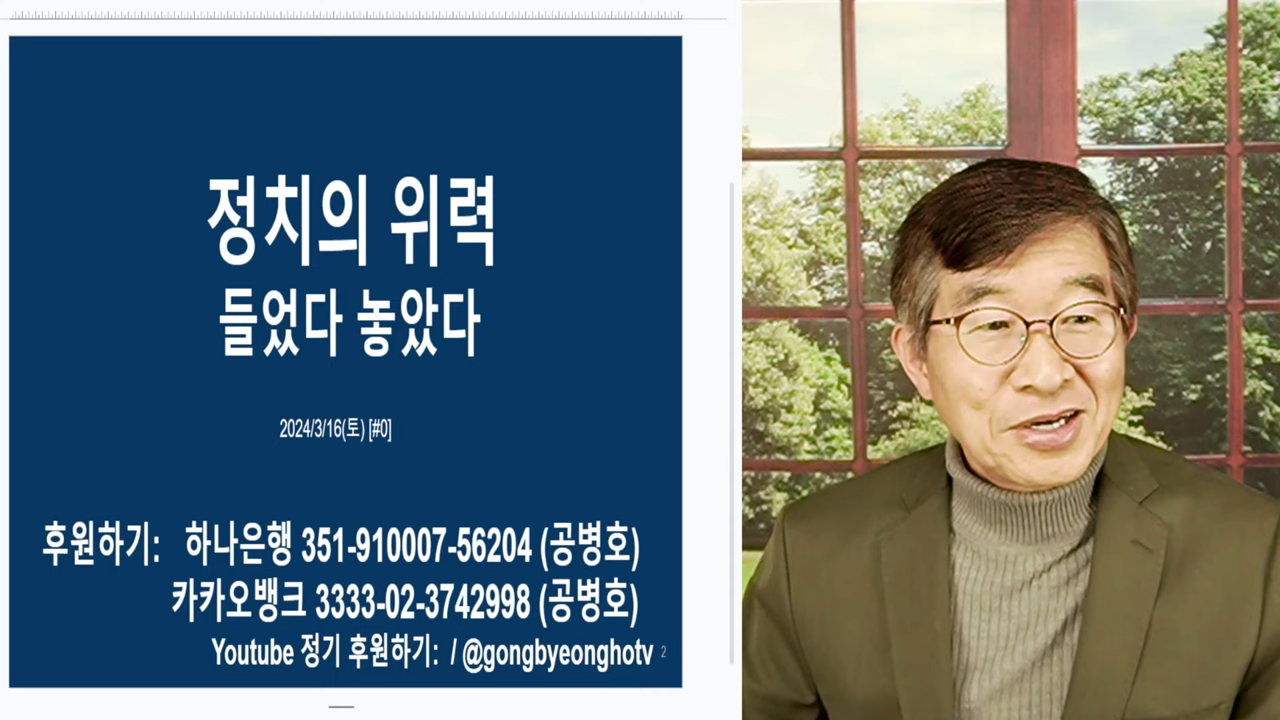 정치의 위력
들었다 놓았다
2024/3/16(토) [#0]
후원하기: 하나은행 351-910007-56204 (공병호)
카카오뱅크 3333-02-3742998 (공병호)
Youtube 정기 후원하기: / @gongbyeonghotv 2